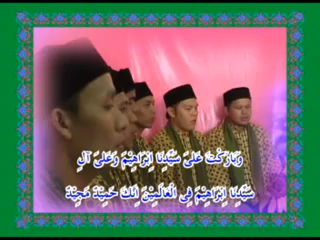 وَبَارَكْتَ عَلَىٰ سَيِّدِنَا اِبْرَاهِيْمَ وَعَلَىٰ آلِ
سَيِّدِنَا اِبْرَاهِيْمَ فِى الْعَالَمِيْنَ اِنَّكَ حَمِيْدٌ مَجِيْدٌ